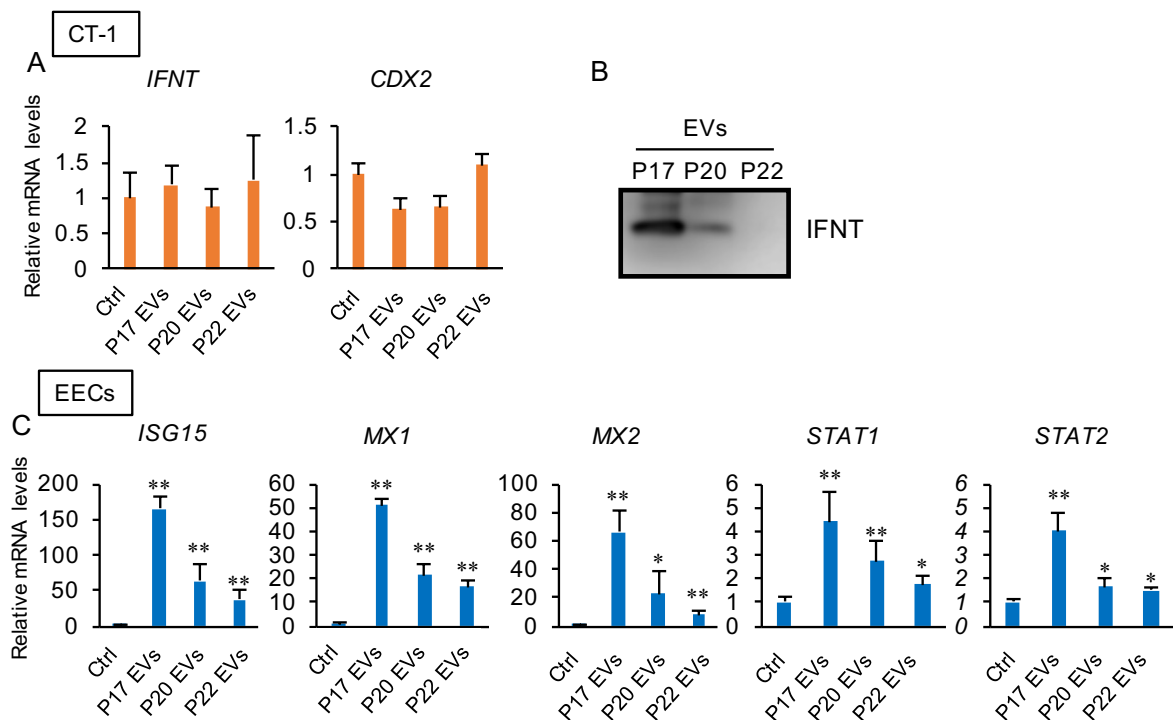 CT-1
A
IFNT
CDX2
Relative mRNA levels
2
1.5
1
0.5
0
Ctrl
P17 EVs
P20 EVs
P22 EVs
1.5
1
0.5
0
Ctrl
P17 EVs
P20 EVs
P22 EVs
B
EVs
P17 P20 P22
IFNT
EECs
C
ISG15
MX1
MX2
STAT1
STAT2
Relative mRNA levels
200
150
100
50
0
**
**
**
Ctrl
P17 EVs
P20 EVs
P22 EVs
60
50
40
30
20
10
0
**
**
**
Ctrl
P17 EVs
P20 EVs
P22 EVs
100
80
60
40
20
0
**
*
**
Ctrl
P17 EVs
P20 EVs
P22 EVs
6
5
4
3
2
1
0
**
**
*
Ctrl
P17 EVs
P20 EVs
P22 EVs
6
5
4
3
2
1
0
**
*
*
Ctrl
P17 EVs
P20 EVs
P22 EVs